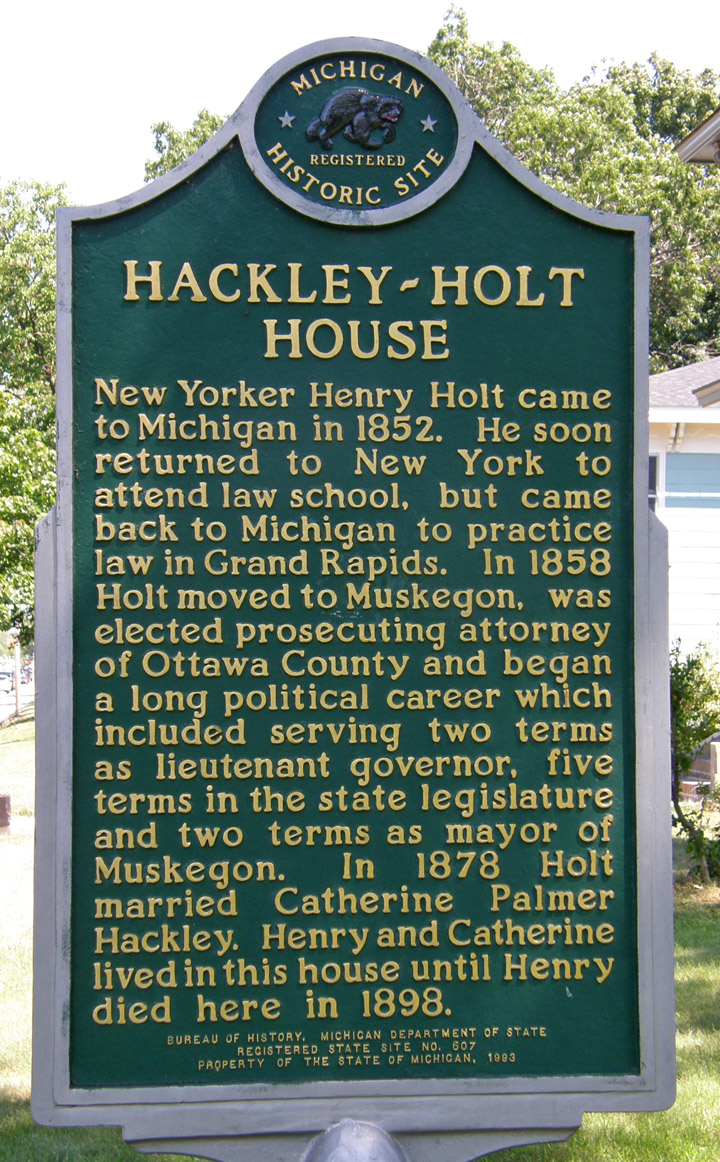 MICHIGAN
REGISTERED
HISTORIC SITE
HACKLEY-HOLT
HOUSE
New Yorker Henry Holt came
to Michigan in 1852. He soon
returned to New York to
attend law school, but came
back to Michigan to practice
law in Grand Rapids. In 1858
Holt moved to Muskegon, was
elected prosecuting attorney
of Ottawa County and began
a long political career which
included serving two terms
as lieutenant governor, five
terms in the state legislature
and two terms as mayor of
Muskegon. In 1878 Holt
married Catherine Palmer
Hackley. Henry and Catherine
lived in this house until Henry
died here in 1898.
BUREAU OF HISTORY, MICHIGAN DEPARTMENT OF STATE
REGISTERED STATE SITE NO. 607
PROPERTY OF THE STATE OF MICHIGAN, 1993